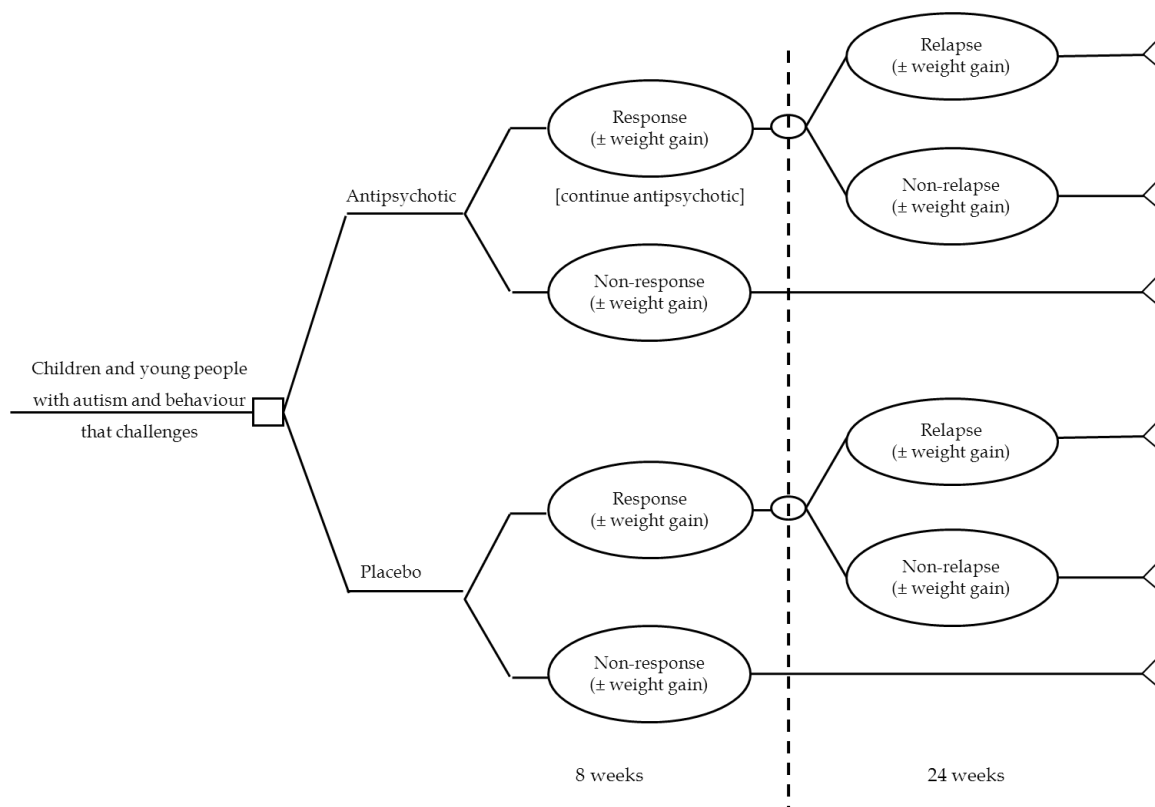 Relapse
(± weight gain)
Response
(± weight gain)
Antipsychotic
[continue antipsychotic]
Non-relapse
(± weight gain)
Non-response
(± weight gain)
Children and young people
with autism and behaviour
that challenges
Relapse
(± weight gain)
Response
(± weight gain)
Placebo
Non-relapse
(± weight gain)
Non-response
(± weight gain)
8 weeks
24 weeks